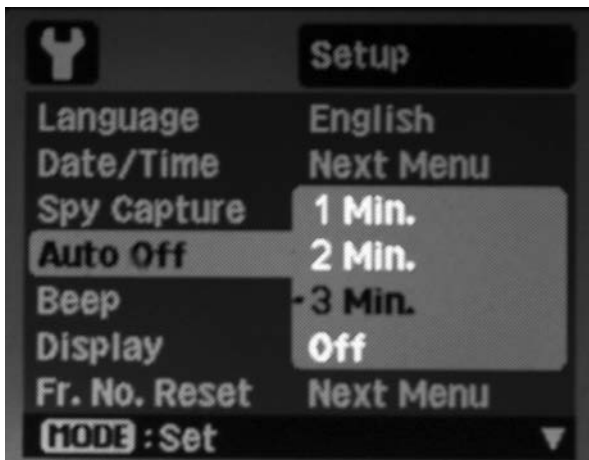 Setup
Language English
Date/Time Next Menu
Spy Capture 1 Min.
Auto Off 2 Min.
Beep 3 Min.
Display Off
Fr. No. Reset Next Menu
MODE :Set